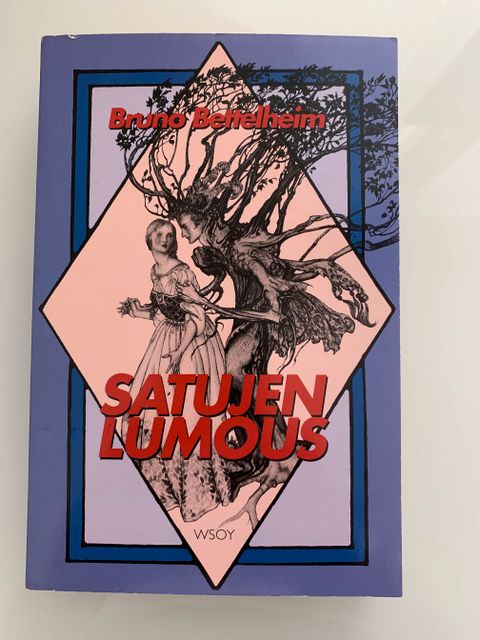 Bruno Bettelheim
SATUJEN
LUMOUS
WSOY